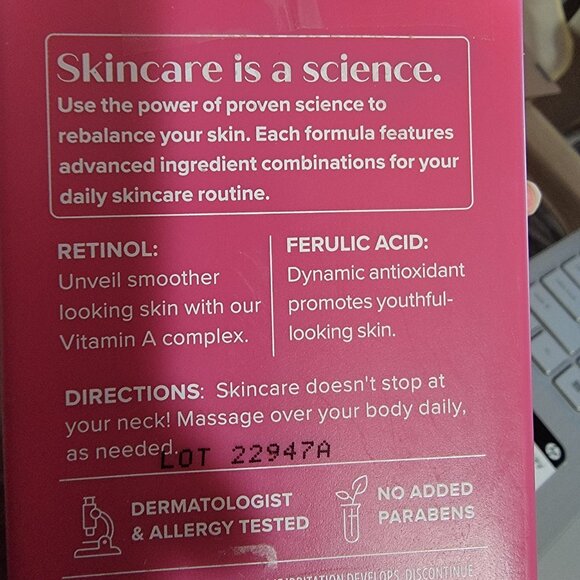 Skincare is a science.
Use the power of proven science to
rebalance your skin. Each formula features
advanced ingredient combinations for your
daily skincare routine.
RETINOL:
Unveil smoother
looking skin with our
Vitamin A complex.
FERULIC ACID:
Dynamic antioxidant
promotes youthful-
looking skin.
DIRECTIONS: Skincare doesn't stop at
your neck! Massage over your body daily,
as needed.
LOT 22947A
DERMATOLOGIST
& ALLERGY TESTED
NO ADDED
PARABENS
IRRITATION DEVELOPS, DISCONTINUE